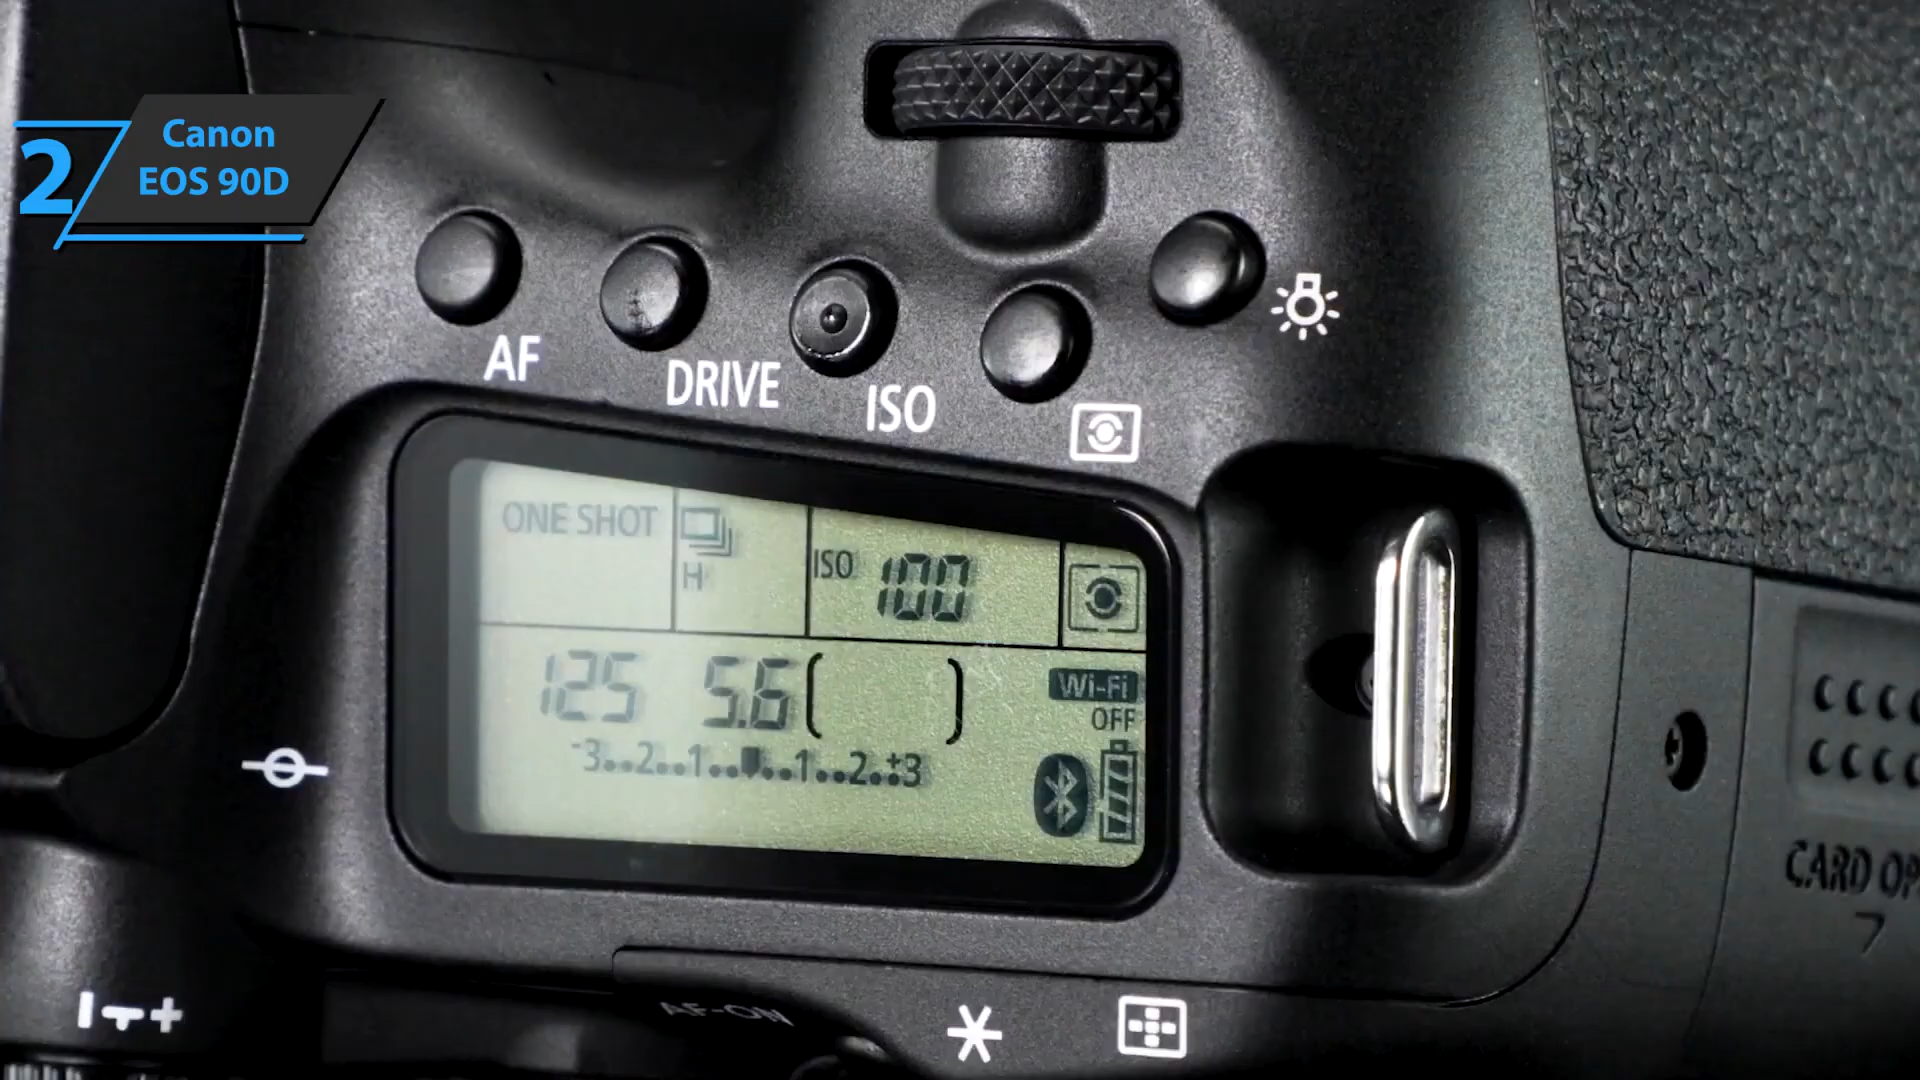 2
Canon
EOS 90D
AF
DRIVE
ISO
ONE SHOT
H
ISO 100
125 5.6 ( )
Wi-Fi
OFF
-3..2..1....1..2..+3
CARD OP
AF-ON